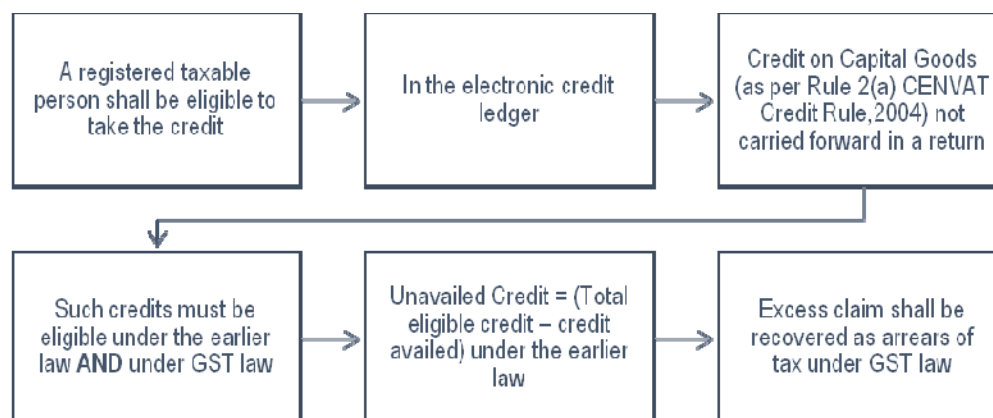 A registered taxable
person shall be eligible to
take the credit
In the electronic credit
ledger
Credit on Capital Goods
(as per Rule 2(a) CENVAT
Credit Rule,2004) not
carried forward in a return
Such credits must be
eligible under the earlier
law AND under GST law
Unavailed Credit = (Total
eligible credit – credit
availed) under the earlier
law
Excess claim shall be
recovered as arrears of
tax under GST law